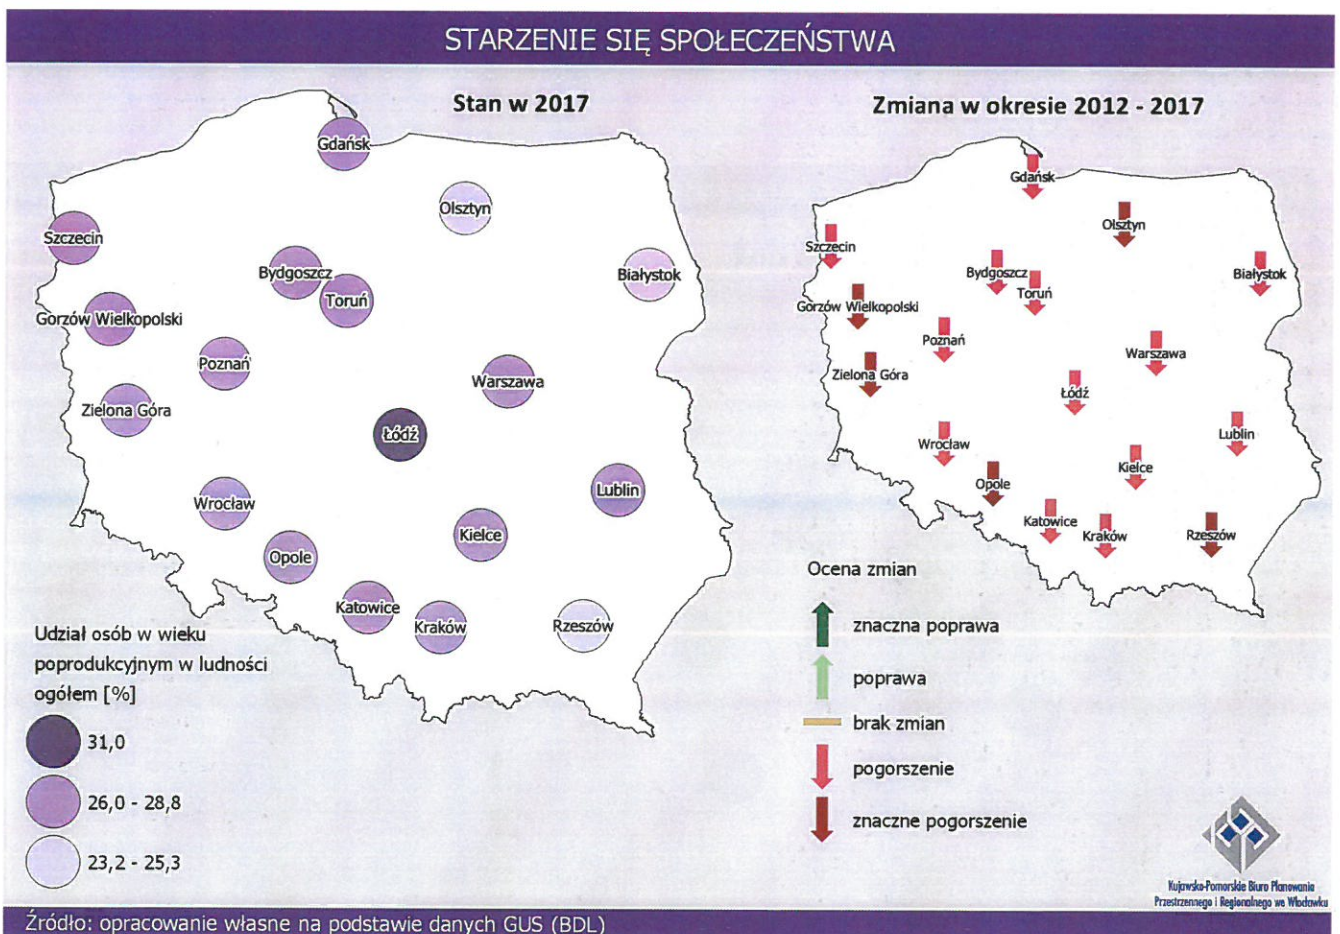 STARZENIE SIĘ SPOŁECZEŃSTWA
Stan w 2017
Gdańsk
Olsztyn
Szczecin
Bydgoszcz
Białystok
Toruń
Gorzów Wielkopolski
Poznań
Warszawa
Zielona Góra
Łódź
Wrocław
Lublin
Kielce
Opole
Katowice
Kraków
Rzeszów
Udział osób w wieku
poprodukcyjnym w ludności
ogółem [%]
31,0
26,0 - 28,8
23,2 - 25,3
Zmiana w okresie 2012 - 2017
Gdańsk
Olsztyn
Szczecin
Bydgoszcz
Białystok
Toruń
Gorzów Wielkopolski
Poznań
Warszawa
Zielona Góra
Łódź
Wrocław
Lublin
Kielce
Opole
Katowice
Kraków
Rzeszów
Ocena zmian
znaczna poprawa
poprawa
brak zmian
pogorszenie
znaczne pogorszenie
Kujawsko-Pomorskie Biuro Planowania
Przestrzennego i Regionalnego we Włocławku
Źródło: opracowanie własne na podstawie danych GUS (BDL)